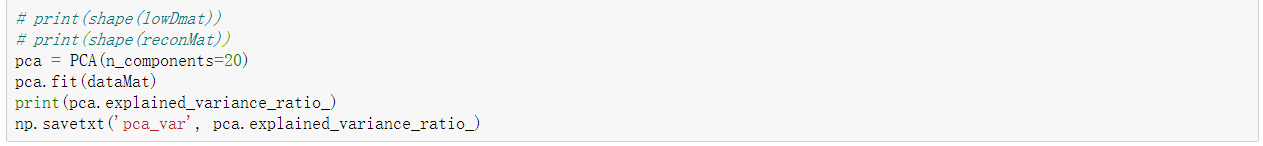 # print(shape(lowDmat))
# print(shape(reconMat))
pca = PCA(n_components=20)
pca.fit(dataMat)
print(pca.explained_variance_ratio_)
np.savetxt('pca_var', pca.explained_variance_ratio_)